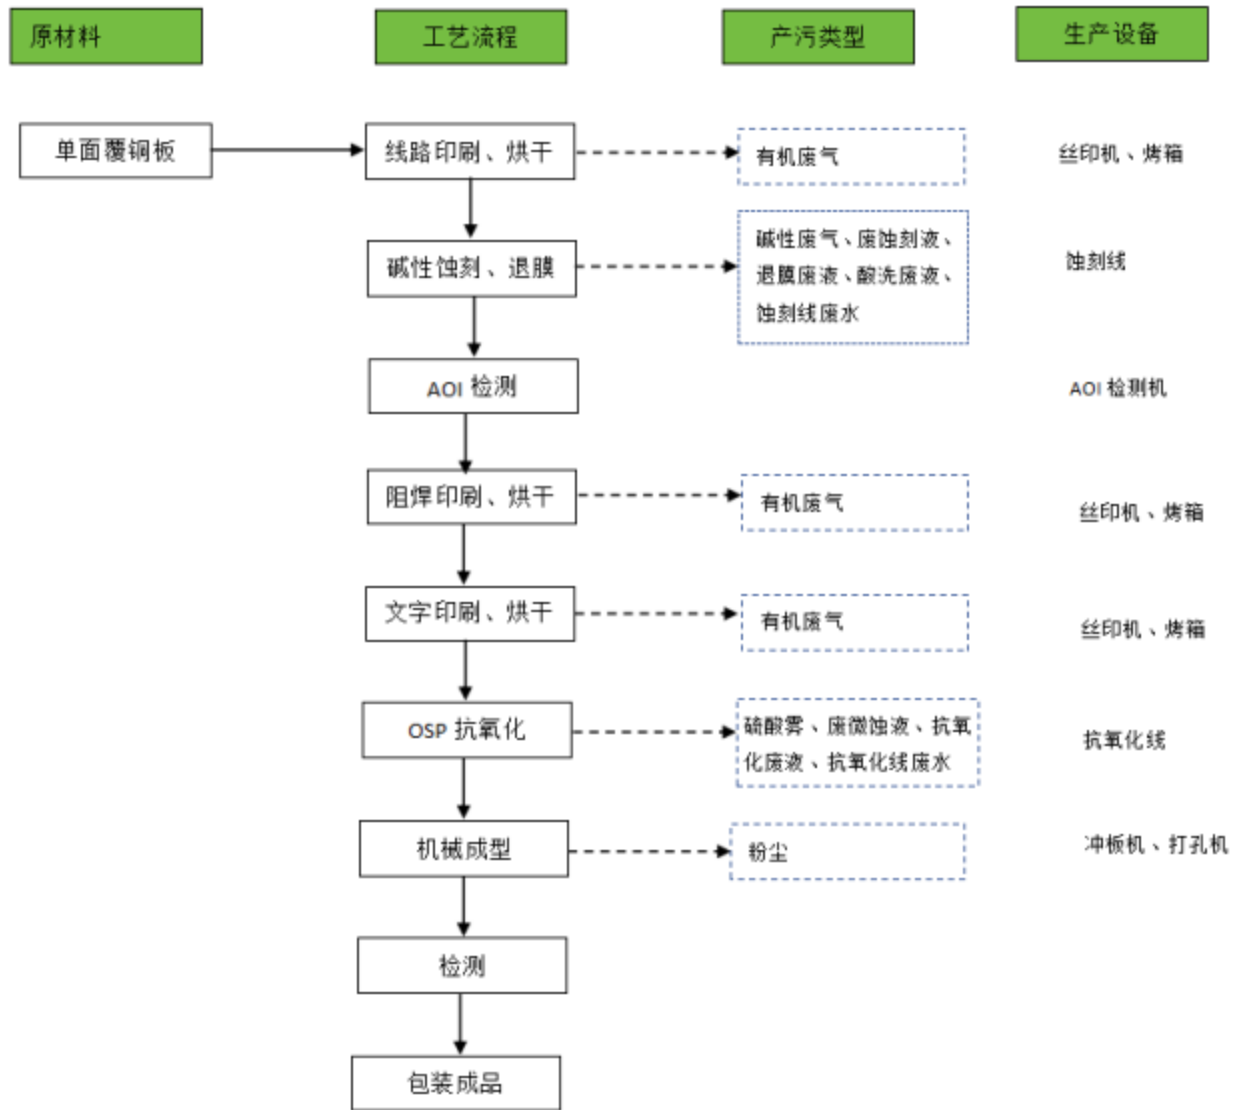 原材料
工艺流程
产污类型
生产设备
单面覆铜板
线路印刷、烘干
有机废气
丝印机、烤箱
碱性蚀刻、退膜
碱性废气、废蚀刻液、
退膜废液、酸洗废液、
蚀刻线废水
蚀刻线
AOI 检测
AOI 检测机
阻焊印刷、烘干
有机废气
丝印机、烤箱
文字印刷、烘干
有机废气
丝印机、烤箱
OSP 抗氧化
硫酸雾、废微蚀液、抗氧
化废液、抗氧化线废水
抗氧化线
机械成型
粉尘
冲板机、打孔机
检测
包装成品